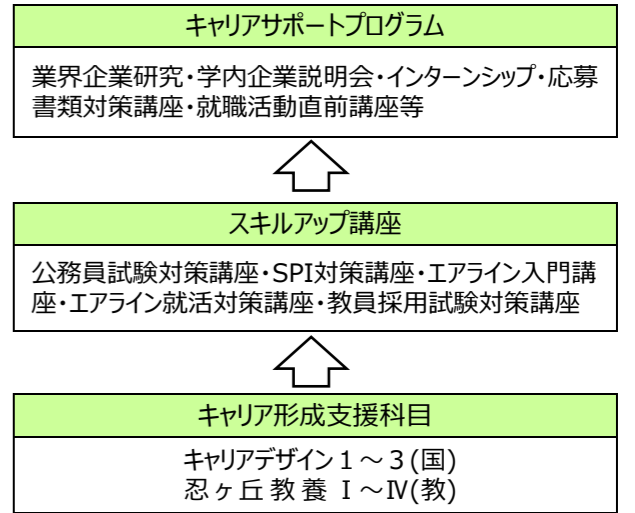 キャリアサポートプログラム
業界企業研究・学内企業説明会・インターンシップ・応募
書類対策講座・就職活動直前講座等
スキルアップ講座
公務員試験対策講座・SPI対策講座・エアライン入門講
座・エアライン就活対策講座・教員採用試験対策講座
キャリア形成支援科目
キャリアデザイン１～３(国)
忍ヶ丘教養 Ⅰ～Ⅳ(教)